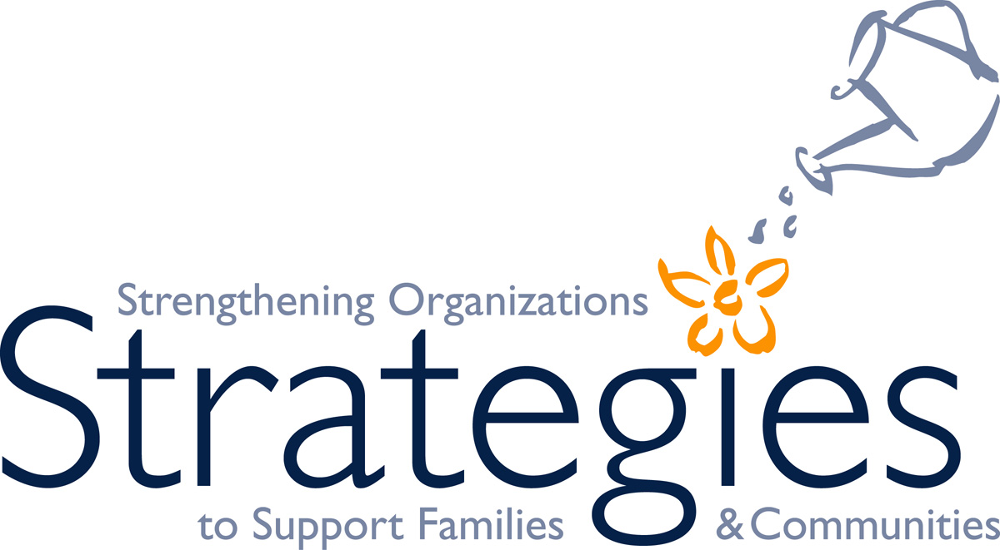 Strengthening Organizations
Strategies
to Support Families & Communities